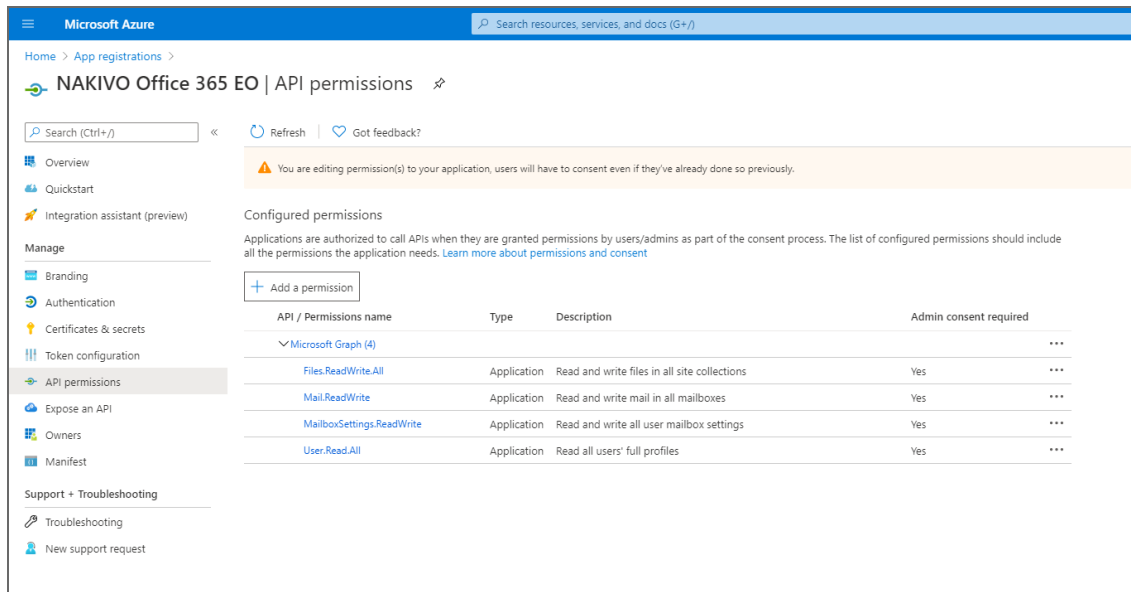 Microsoft Azure
Search resources, services, and docs (G+/)
Home > App registrations >
NAKIVO Office 365 EO | API permissions
Search (Ctrl+/)
«
Overview
Quickstart
Integration assistant (preview)
Manage
Branding
Authentication
Certificates & secrets
Token configuration
API permissions
Expose an API
Owners
Manifest
Support + Troubleshooting
Troubleshooting
New support request
Refresh
Got feedback?
You are editing permission(s) to your application, users will have to consent even if they've already done so previously.
Configured permissions
Applications are authorized to call APIs when they are granted permissions by users/admins as part of the consent process. The list of configured permissions should include
all the permissions the application needs. Learn more about permissions and consent
+ Add a permission
API / Permissions name Type Description Admin consent required
Microsoft Graph (4) ...
Files.ReadWrite.All Application Read and write files in all site collections Yes ...
Mail.ReadWrite Application Read and write mail in all mailboxes Yes ...
MailboxSettings.ReadWrite Application Read and write all user mailbox settings Yes ...
User.Read.All Application Read all users' full profiles Yes ...